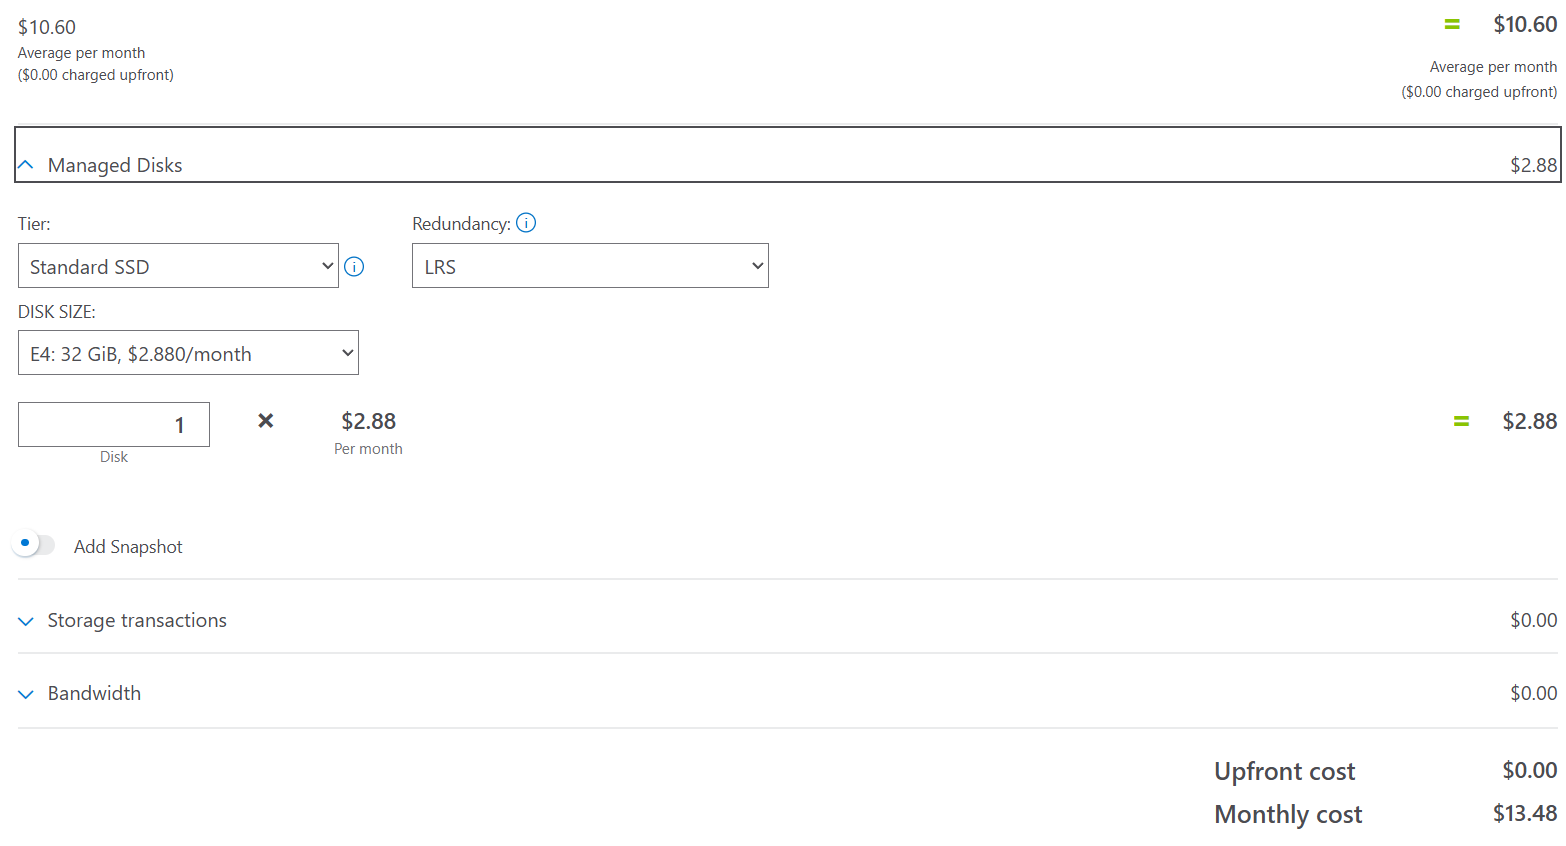 $10.60
Average per month
($0.00 charged upfront)
= $10.60
Average per month
($0.00 charged upfront)
Managed Disks $2.88
Tier: Redundancy:
Standard SSD LRS
DISK SIZE:
E4: 32 GiB, $2.880/month
1 × $2.88 = $2.88
Disk Per month
Add Snapshot
Storage transactions $0.00
Bandwidth $0.00
Upfront cost $0.00
Monthly cost $13.48